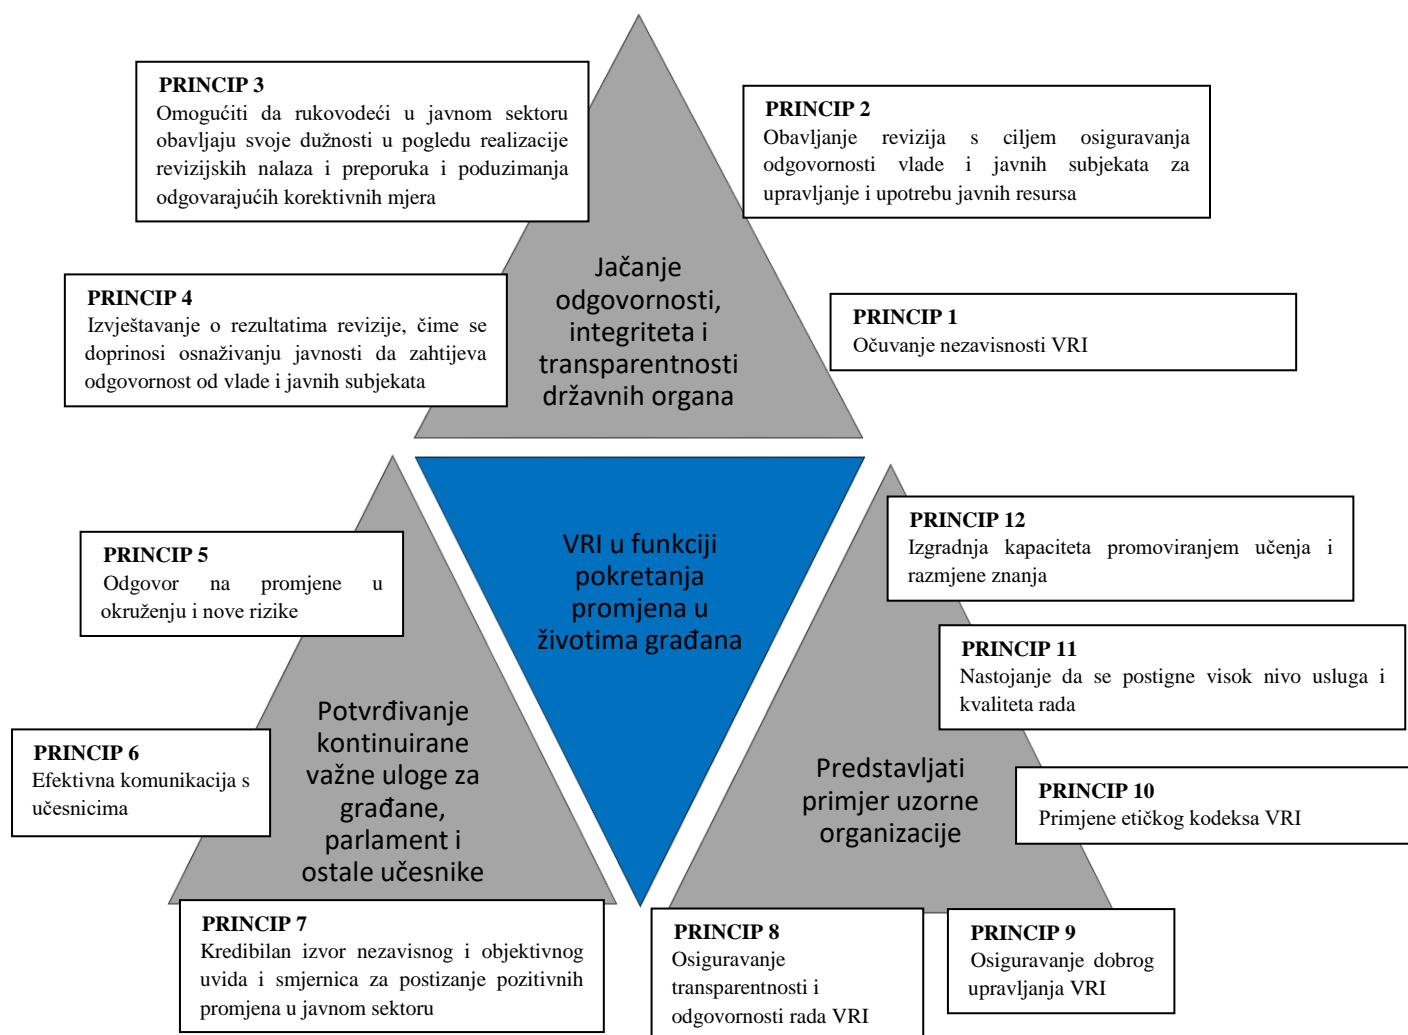 PRINCIP 3
Omogućiti da rukovodeći u javnom sektoru
obavljaju svoje dužnosti u pogledu realizacije
revizijskih nalaza i preporuka i poduzimanja
odgovarajućih korektivnih mjera
PRINCIP 2
Obavljanje revizija s ciljem osiguravanja
odgovornosti vlade i javnih subjekata za
upravljanje i upotrebu javnih resursa
Jačanje
odgovornosti,
integriteta i
transparentnosti
državnih organa
PRINCIP 4
Izvještavanje o rezultatima revizije, čime se
doprinosi osnaživanju javnosti da zahtijeva
odgovornost od vlade i javnih subjekata
PRINCIP 1
Očuvanje nezavisnosti VRI
VRI u funkciji
pokretanja
promjena u
životima građana
PRINCIP 5
Odgovor na promjene u
okruženju i nove rizike
PRINCIP 12
Izgradnja kapaciteta promoviranjem učenja i
razmjene znanja
PRINCIP 11
Nastojanje da se postigne visok nivo usluga i
kvaliteta rada
Potvrđivanje
kontinuirane
važne uloge za
građane,
parlament i
ostale učesnike
PRINCIP 6
Efektivna komunikacija s
učesnicima
Predstavljati
primjer uzorne
organizacije
PRINCIP 10
Primjene etičkog kodeksa VRI
PRINCIP 7
Kredibilan izvor nezavisnog i objektivnog
uvida i smjernica za postizanje pozitivnih
promjena u javnom sektoru
PRINCIP 8
Osiguravanje
transparentnosti i
odgovornosti rada VRI
PRINCIP 9
Osiguravanje dobrog
upravljanja VRI